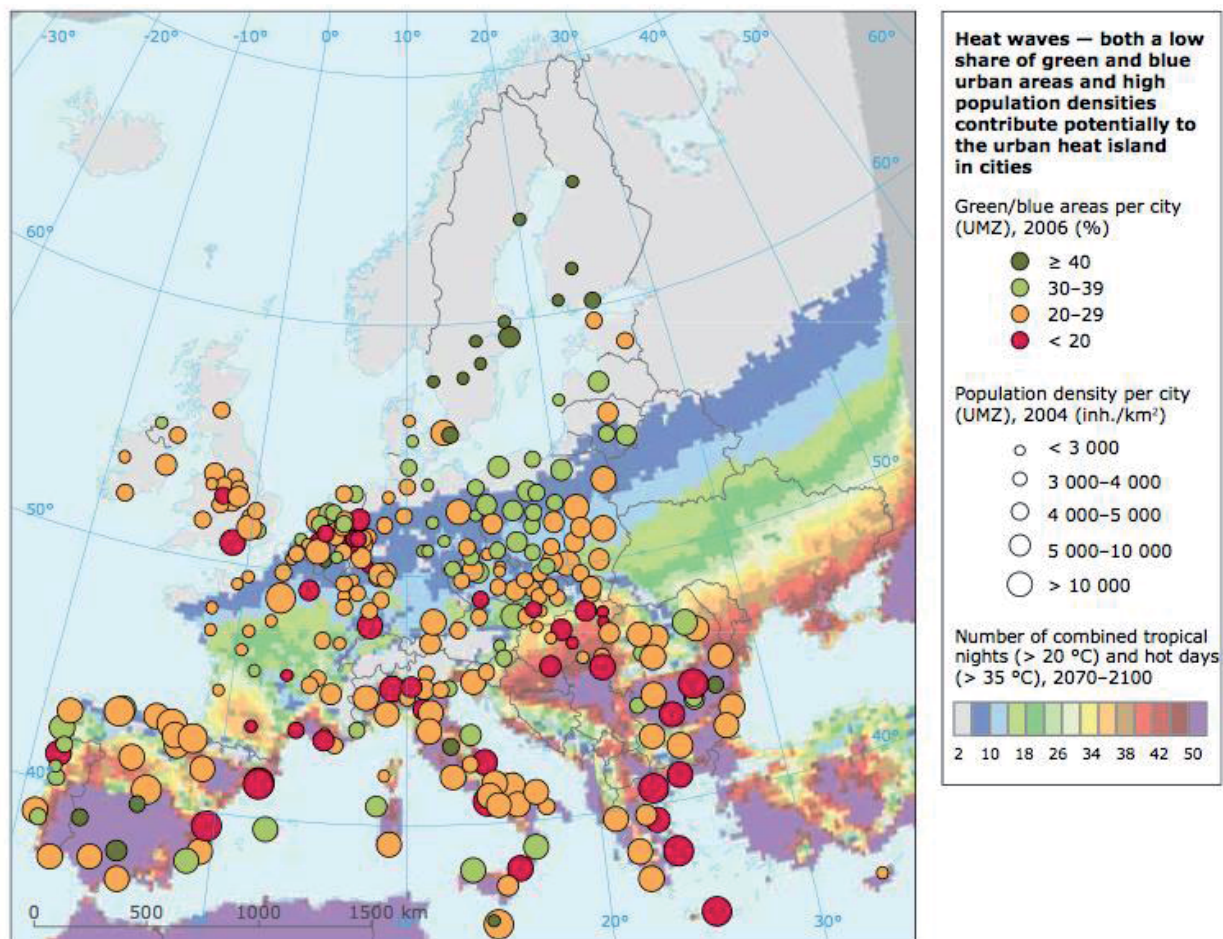 -30° -20° -10° 0° 10° 20° 30° 40° 50° 60°
60°
60°
50°
50°
40°
40°
0 500 1000 1500 km
20° 30°
Heat waves — both a low
share of green and blue
urban areas and high
population densities
contribute potentially to
the urban heat island
in cities
Green/blue areas per city
(UMZ), 2006 (%)
≥ 40
30–39
20–29
< 20
Population density per city
(UMZ), 2004 (inh./km²)
< 3 000
3 000–4 000
4 000–5 000
5 000–10 000
> 10 000
Number of combined tropical
nights (> 20 °C) and hot days
(> 35 °C), 2070–2100
2 10 18 26 34 38 42 50